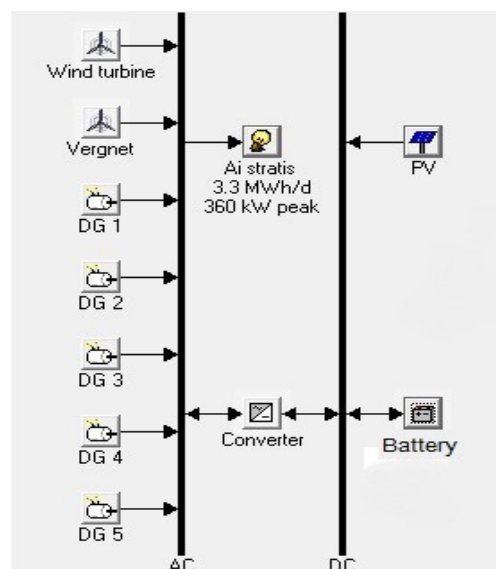 Wind turbine
Vergnet
Ai stratis
3.3 MWh/d
360 kW peak
PV
DG 1
DG 2
DG 3
DG 4
Converter
Battery
DG 5
AC
DC